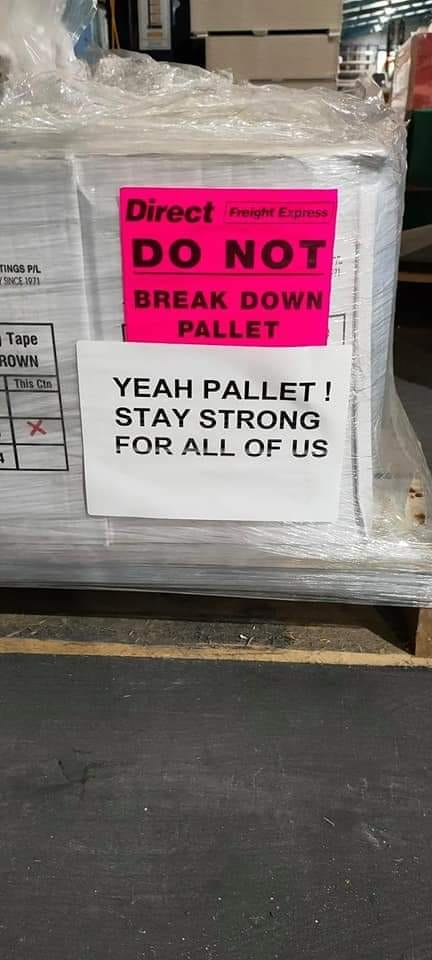 Direct Freight Express
DO NOT
BREAK DOWN
PALLET
YEAH PALLET !
STAY STRONG
FOR ALL OF US
TINGS P/L
SINCE 1971
Tape
ROWN
This Ctn
X